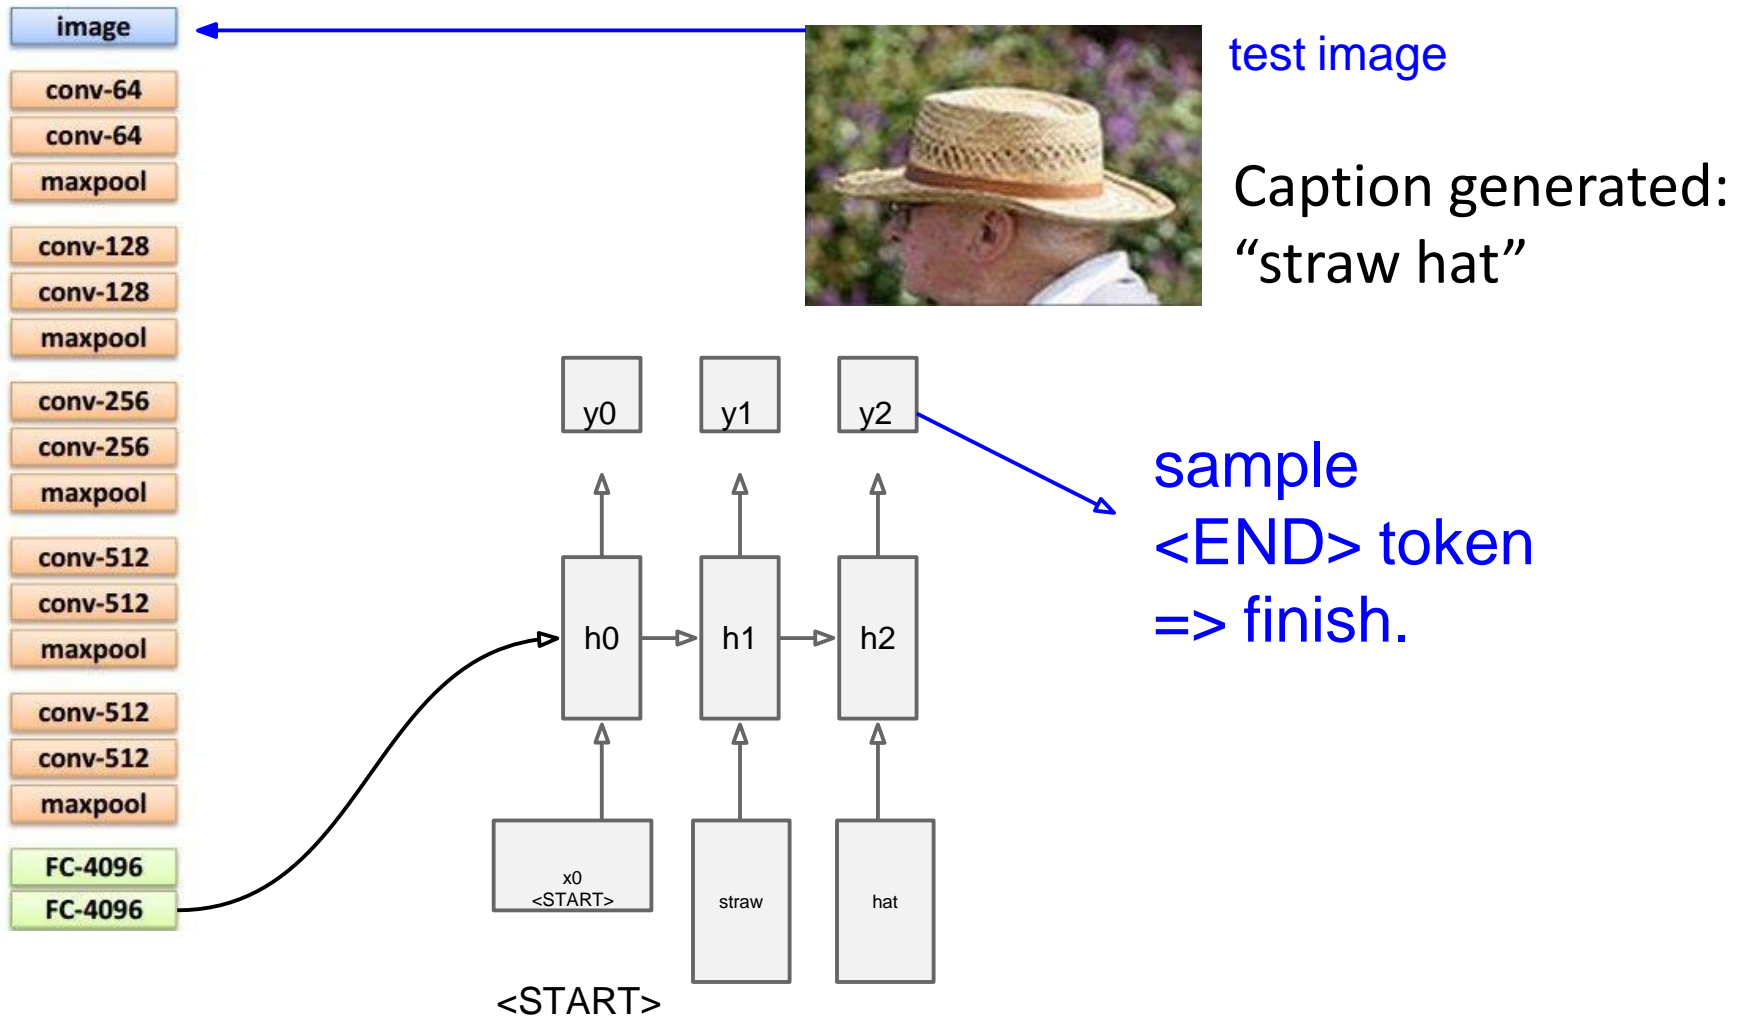 image
conv-64
conv-64
maxpool
conv-128
conv-128
maxpool
conv-256
conv-256
maxpool
conv-512
conv-512
maxpool
conv-512
conv-512
maxpool
FC-4096
FC-4096
test image
Caption generated:
“straw hat”
y0
y1
y2
sample
<END> token
=> finish.
h0
h1
h2
x0
<START>
straw
hat
<START>